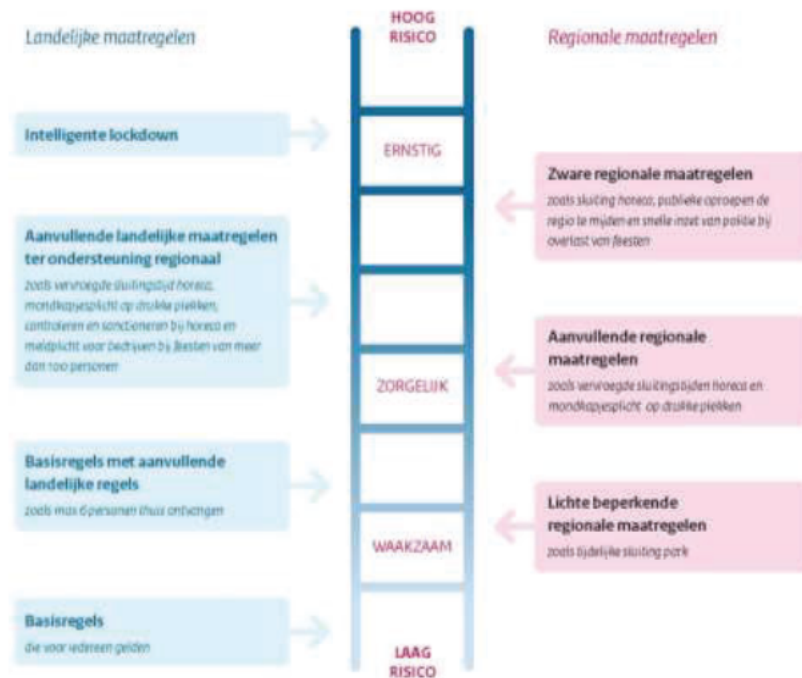 Landelijke maatregelen
HOOG
RISICO
Regionale maatregelen
Intelligente lockdown
ERNSTIG
Zware regionale maatregelen
zoals sluiting horeca, publieke oproepen de
regio te mijden en snelle inzet van politie bij
overlast van feesten
Aanvullende landelijke maatregelen
ter ondersteuning regionaal
zoals vervroegde sluitingstijd horeca,
mondkapjesplicht op drukke plekken,
controleren en sanctioneren bij horeca en
meldplicht voor bedrijven bij feesten van meer
dan 100 personen
Aanvullende regionale
maatregelen
zoals vervroegde sluitingstijden horeca en
mondkapjesplicht op drukke plekken
ZORGELIJK
Basisregels met aanvullende
landelijke regels
zoals max 6 personen thuis ontvangen
Lichte beperkende
regionale maatregelen
zoals tijdelijke sluiting park
WAAKZAAM
Basisregels
die voor iedereen gelden
LAAG
RISICO